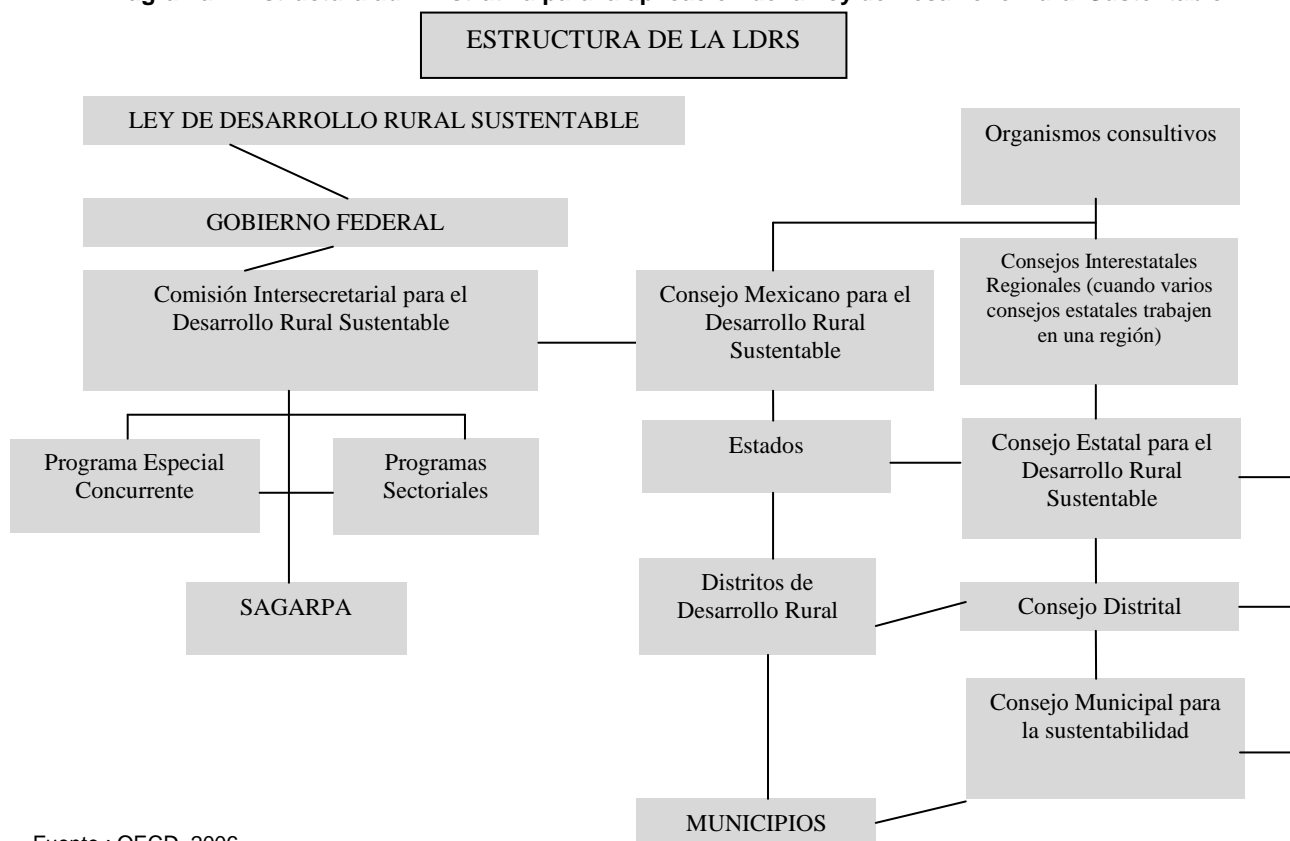 ESTRUCTURA DE LA LDRS
LEY DE DESARROLLO RURAL SUSTENTABLE
Organismos consultivos
GOBIERNO FEDERAL
Comisión Intersecretarial para el
Desarrollo Rural Sustentable
Consejo Mexicano para el
Desarrollo Rural
Sustentable
Consejos Interestatales
Regionales (cuando varios
consejos estatales trabajen
en una región)
Programa Especial
Concurrente
Programas
Sectoriales
Estados
Consejo Estatal para el
Desarrollo Rural
Sustentable
SAGARPA
Distritos de
Desarrollo Rural
Consejo Distrital
Consejo Municipal para
la sustentabilidad
MUNICIPIOS